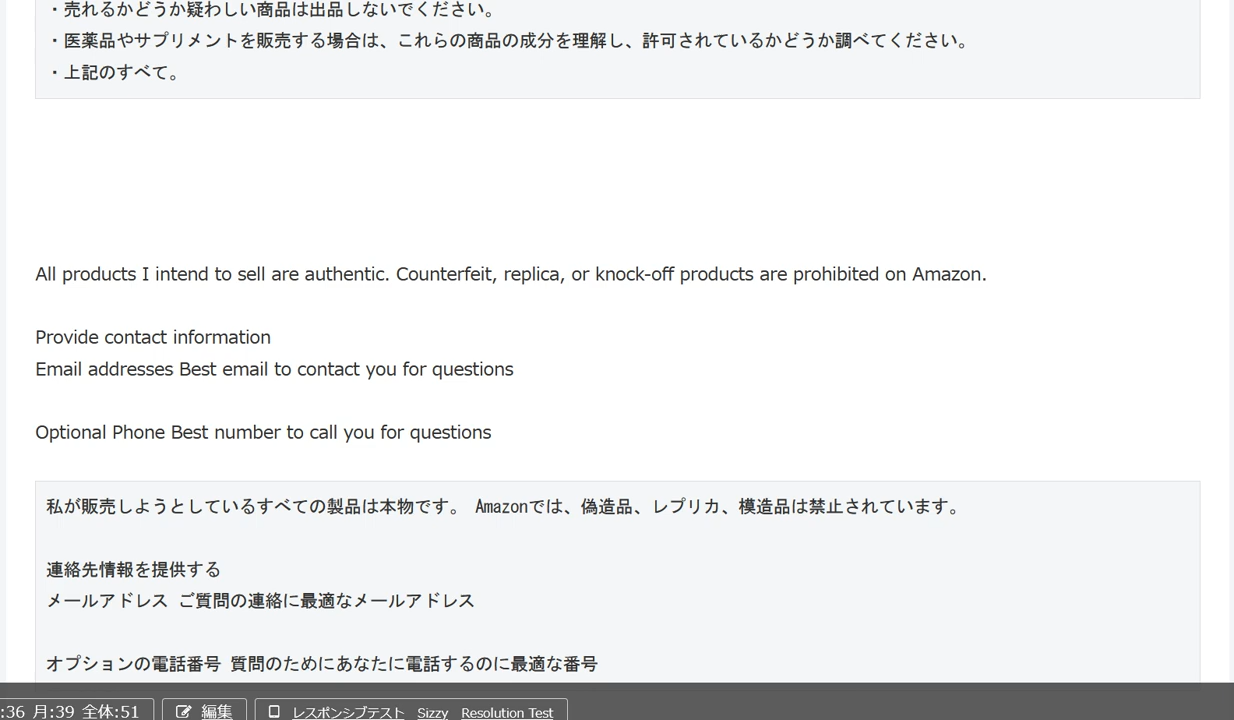 ・売れるかどうか疑わしい商品は出品しないでください。
・医薬品やサプリメントを販売する場合は、これらの商品の成分を理解し、許可されているかどうか調べてください。
・上記のすべて。
All products I intend to sell are authentic. Counterfeit, replica, or knock-off products are prohibited on Amazon.
Provide contact information
Email addresses Best email to contact you for questions
Optional Phone Best number to call you for questions
私が販売しようとしているすべての製品は本物です。 Amazonでは、偽造品、レプリカ、模造品は禁止されています。
連絡先情報を提供する
メールアドレス ご質問の連絡に最適なメールアドレス
オプションの電話番号 質問のためにあなたに電話するのに最適な番号
:36 月:39 全体:51 編集 レスポンシブテスト Sizzy Resolution Test